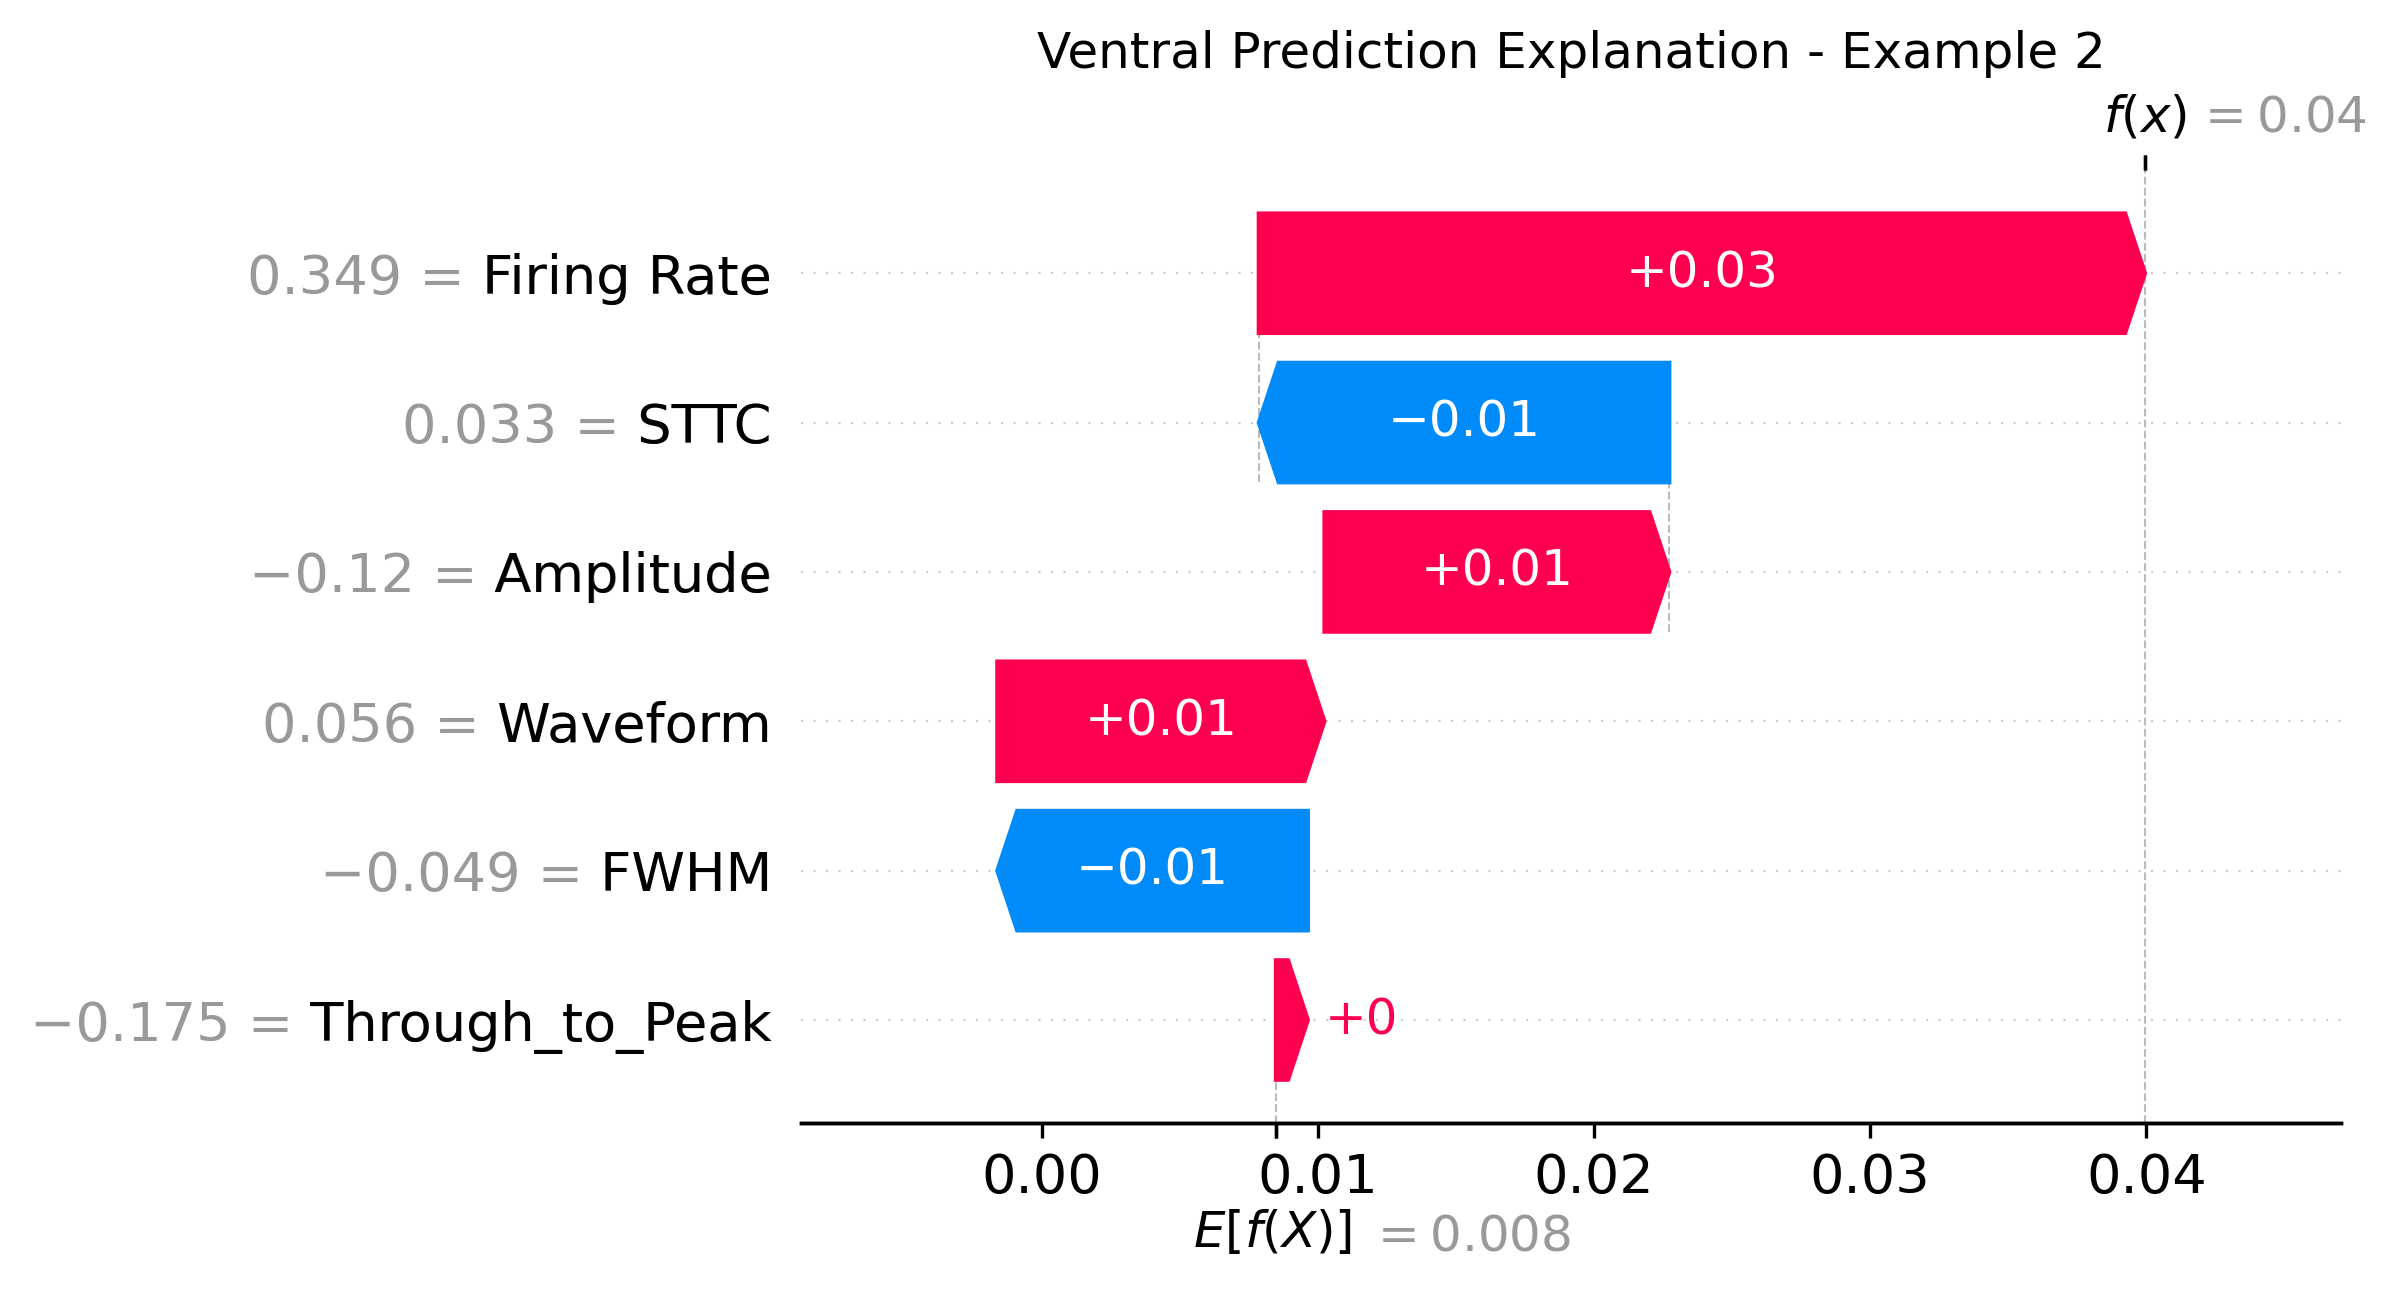 Ventral Prediction Explanation - Example 2
f(x) = 0.04
0.349 = Firing Rate
+0.03
0.033 = STTC
−0.01
−0.12 = Amplitude
+0.01
0.056 = Waveform
+0.01
−0.049 = FWHM
−0.01
−0.175 = Through_to_Peak
+0
0.00 0.01 0.02 0.03 0.04
E[f(X)] = 0.008